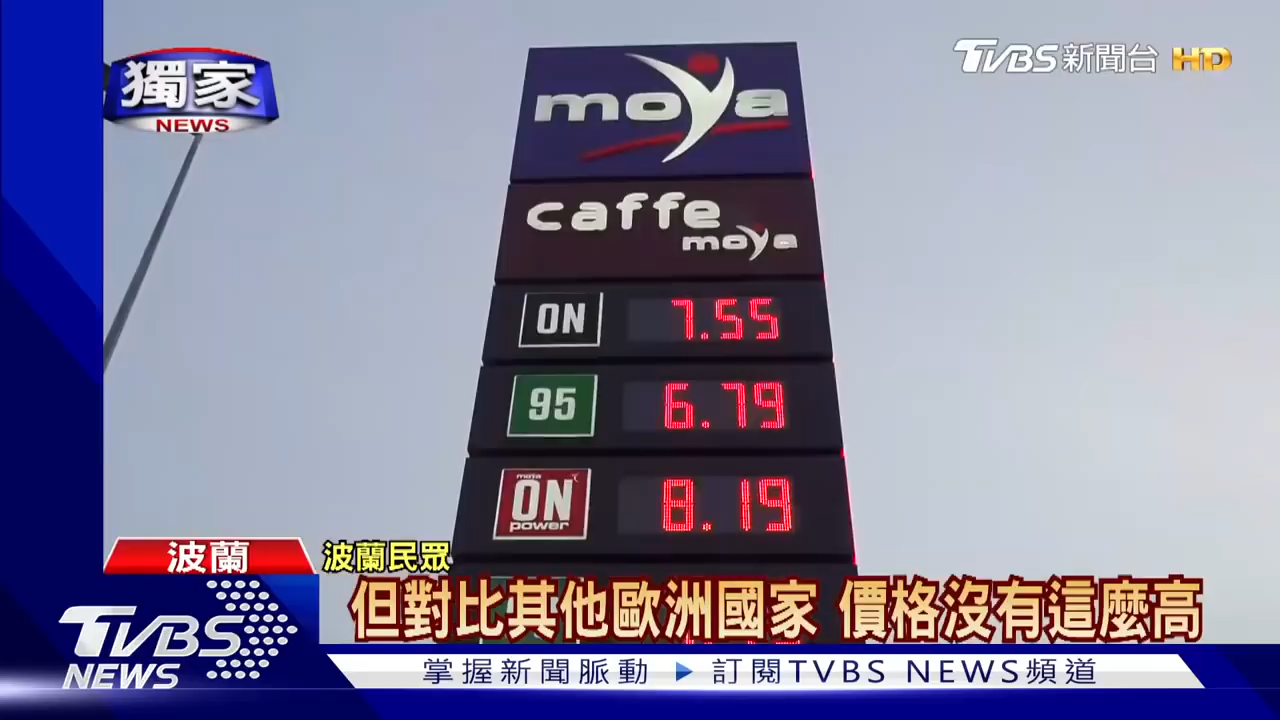 獨家
NEWS
TVBS新聞台 HD
moya
caffe
moya
ON 7.55
95 6.79
moya
ON
power
8.19
波蘭
波蘭民眾
但對比其他歐洲國家 價格沒有這麼高
TVBS
NEWS
掌握新聞脈動 ▶ 訂閱TVBS NEWS頻道